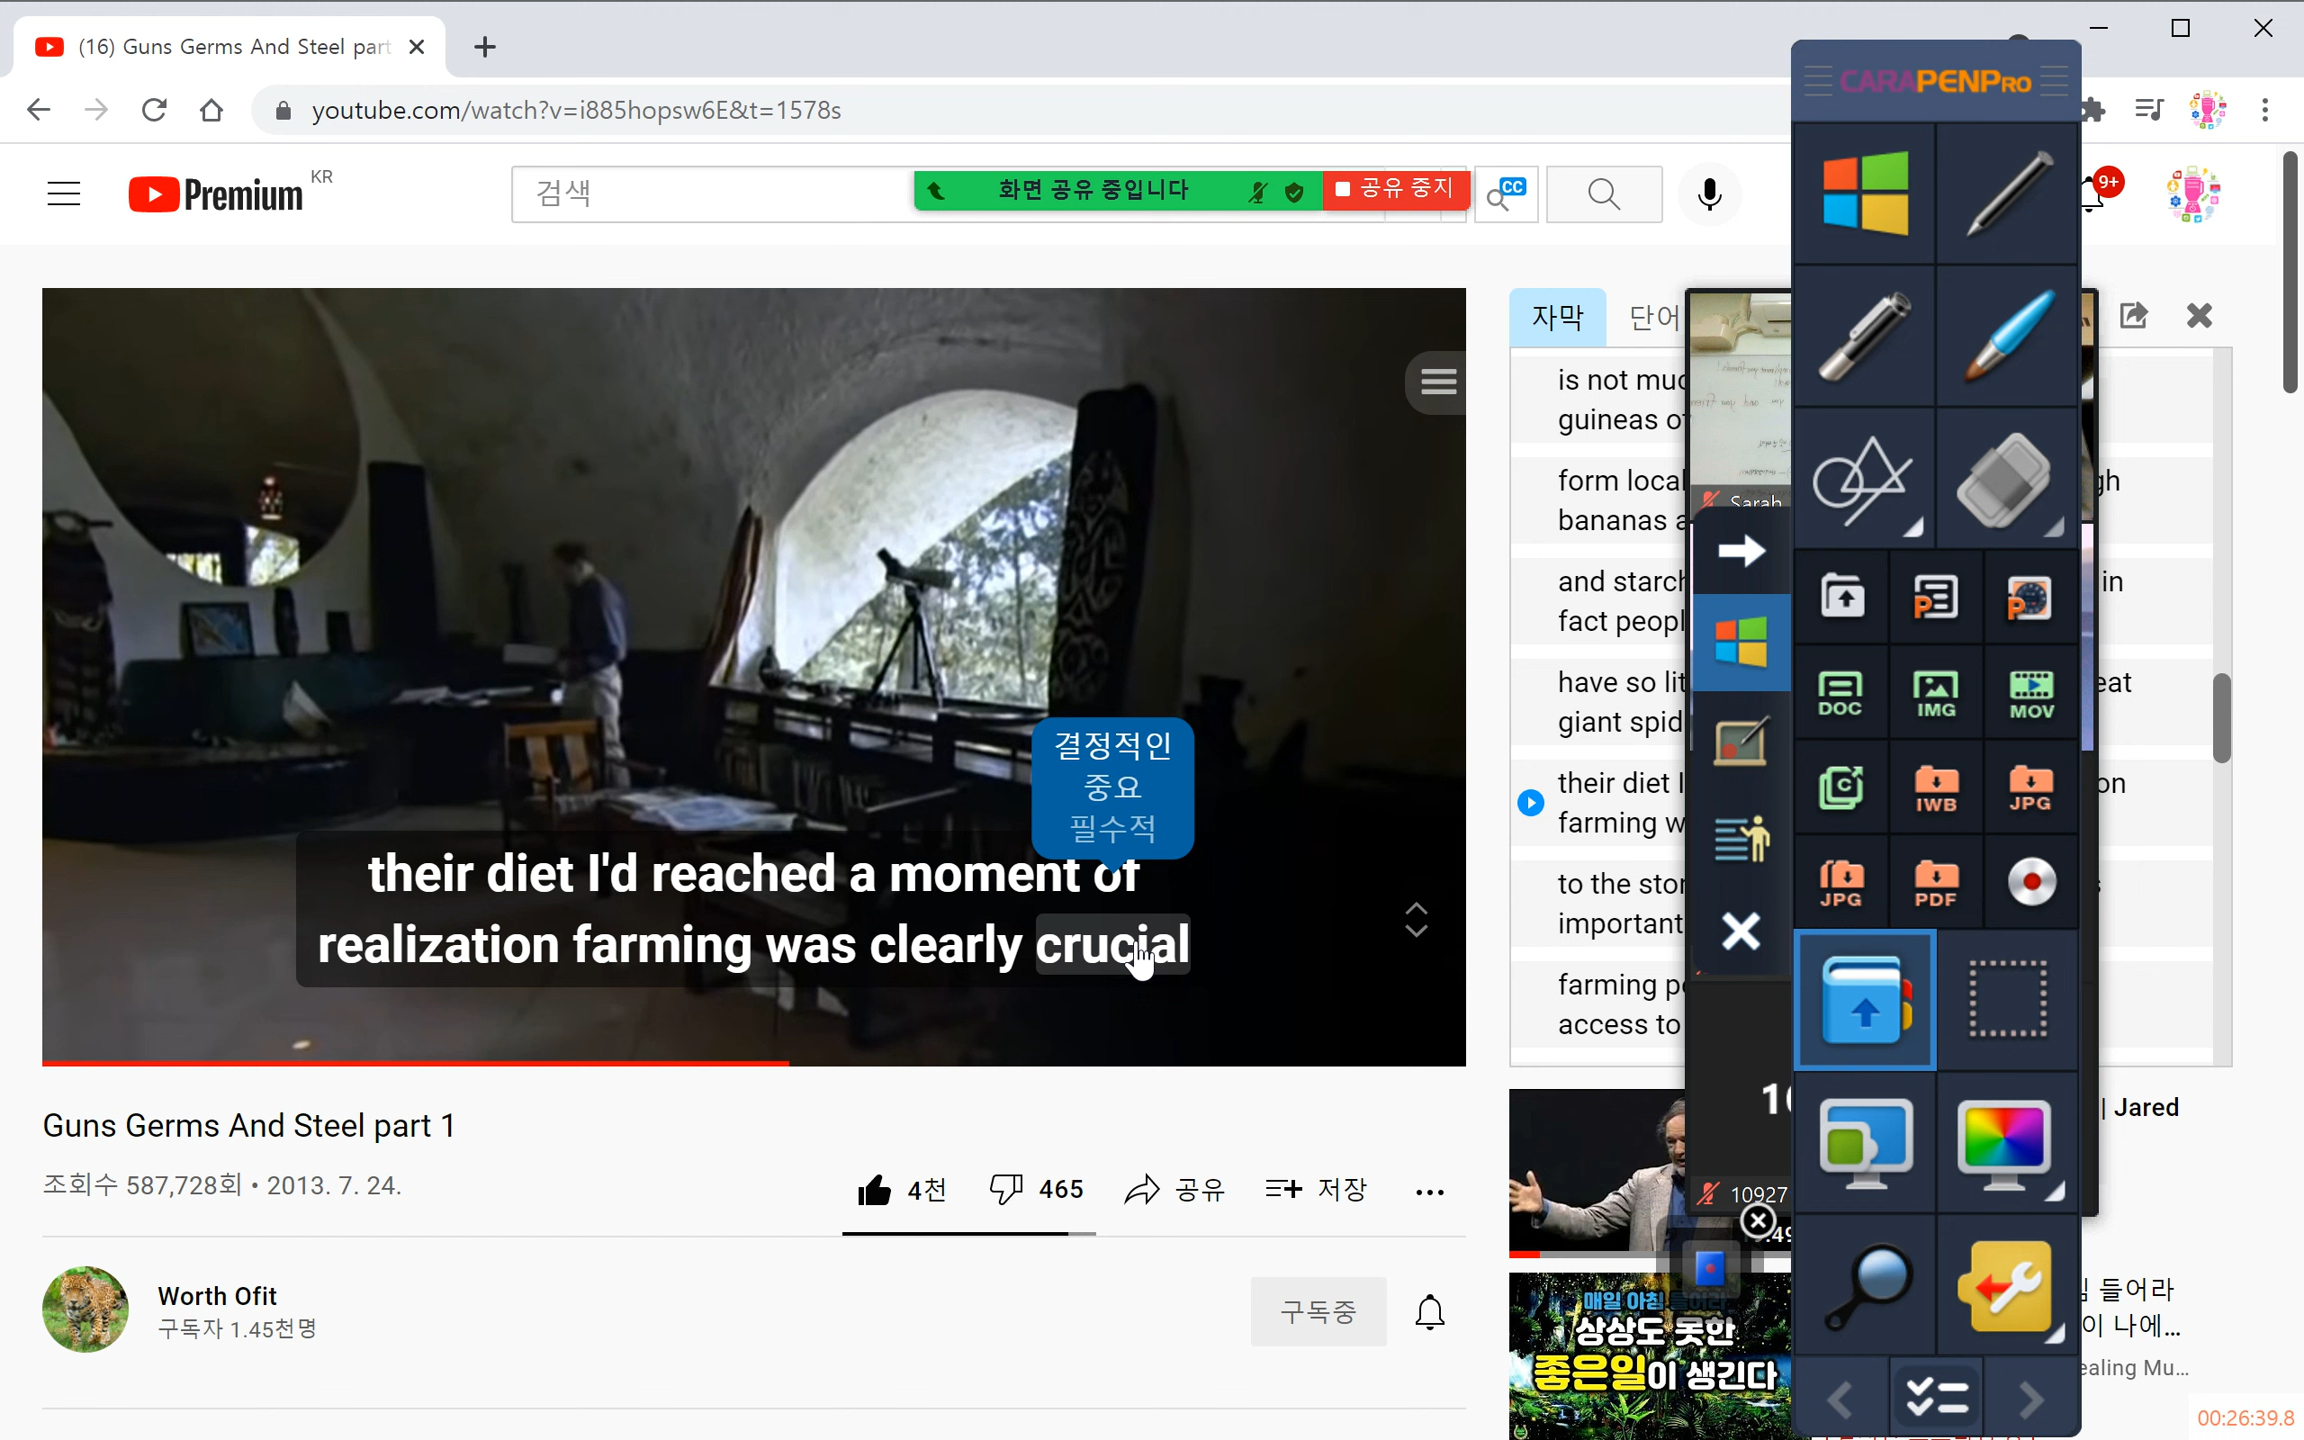 (16) Guns Germs And Steel part
youtube.com/watch?v=i885hopsw6E&t=1578s
Premium KR
검색
화면 공유 중입니다
공유 중지
CC
9+
CARAPENPRO
자막 단어
is not muc
guineas o
form local
bananas a
and starch
in
fact peopl
have so lit
eat
giant spid
their diet I
on
farming w
to the stor
important
farming p
access to
Sarah
DOC IMG MOV
IWB JPG
JPG PDF
결정적인
중요
필수적
their diet I'd reached a moment of
realization farming was clearly crucial
Guns Germs And Steel part 1
조회수 587,728회 • 2013. 7. 24.
4천 465 공유 저장
Worth Ofit
구독자 1.45천명
구독중
10927
| Jared
매일 아침 들어라
상상도 못한
좋은일이 생긴다
들어라
이 나에...
ealing Mu...
00:26:39.8